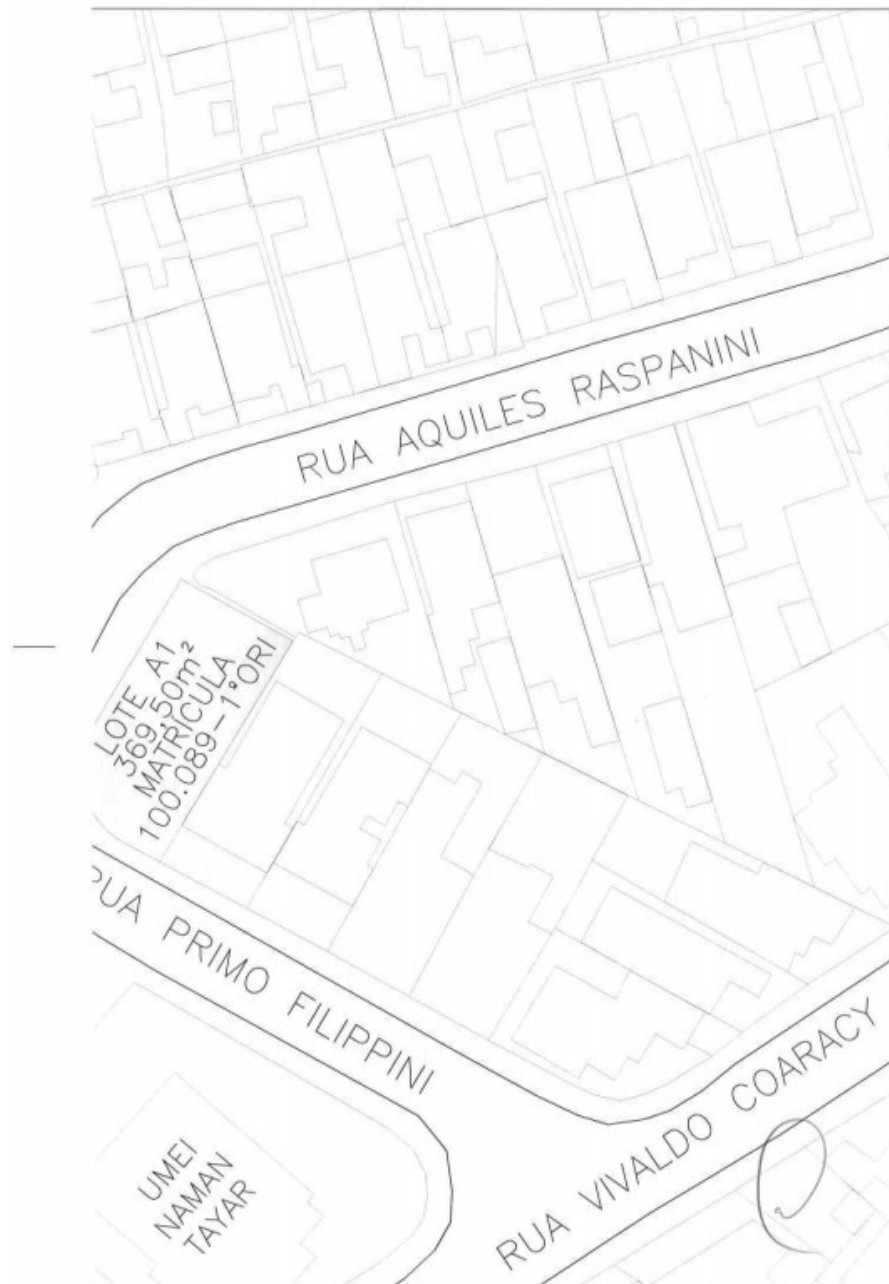 RUA AQUILES RASPANINI
LOTE A1
369,50m²
MATRÍCULA
100.089-1°ORI
RUA PRIMO FILIPPINI
UMEI
NAMAN
TAYAR
RUA VIVALDO COARACY